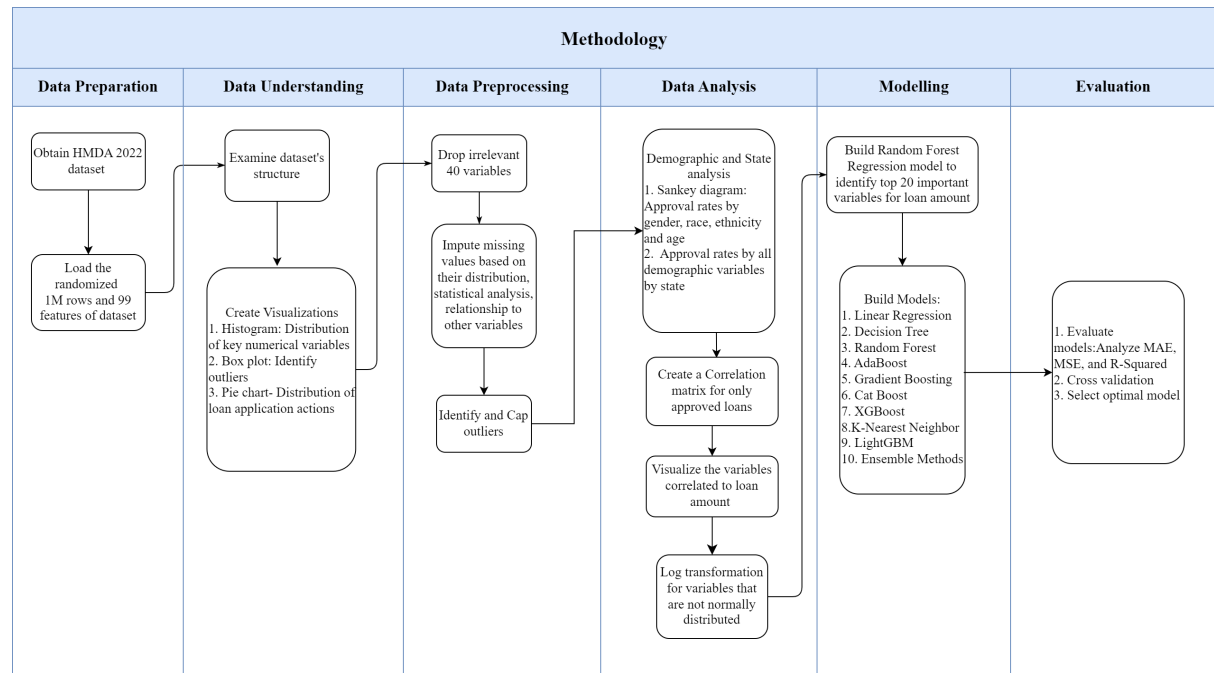 Methodology
Data Preparation
Data Understanding
Data Preprocessing
Data Analysis
Modelling
Evaluation
Obtain HMDA 2022
dataset
Load the
randomized
1M rows and 99
features of dataset
Examine dataset's
structure
Create Visualizations
1. Histogram: Distribution
of key numerical variables
2. Box plot: Identify
outliers
3. Pie chart- Distribution of
loan application actions
Drop irrelevant
40 variables
Impute missing
values based on
their distribution,
statistical analysis,
relationship to
other variables
Identify and Cap
outliers
Demographic and State
analysis
1. Sankey diagram:
Approval rates by
gender, race, ethnicity
and age
2. Approval rates by all
demographic variables
by state
Create a Correlation
matrix for only
approved loans
Visualize the variables
correlated to loan
amount
Log transformation
for variables that
are not normally
distributed
Build Random Forest
Regression model to
identify top 20 important
variables for loan amount
Build Models:
1. Linear Regression
2. Decision Tree
3. Random Forest
4. AdaBoost
5. Gradient Boosting
6. Cat Boost
7. XGBoost
8.K-Nearest Neighbor
9. LightGBM
10. Ensemble Methods
1. Evaluate
models:Analyze MAE,
MSE, and R-Squared
2. Cross validation
3. Select optimal model